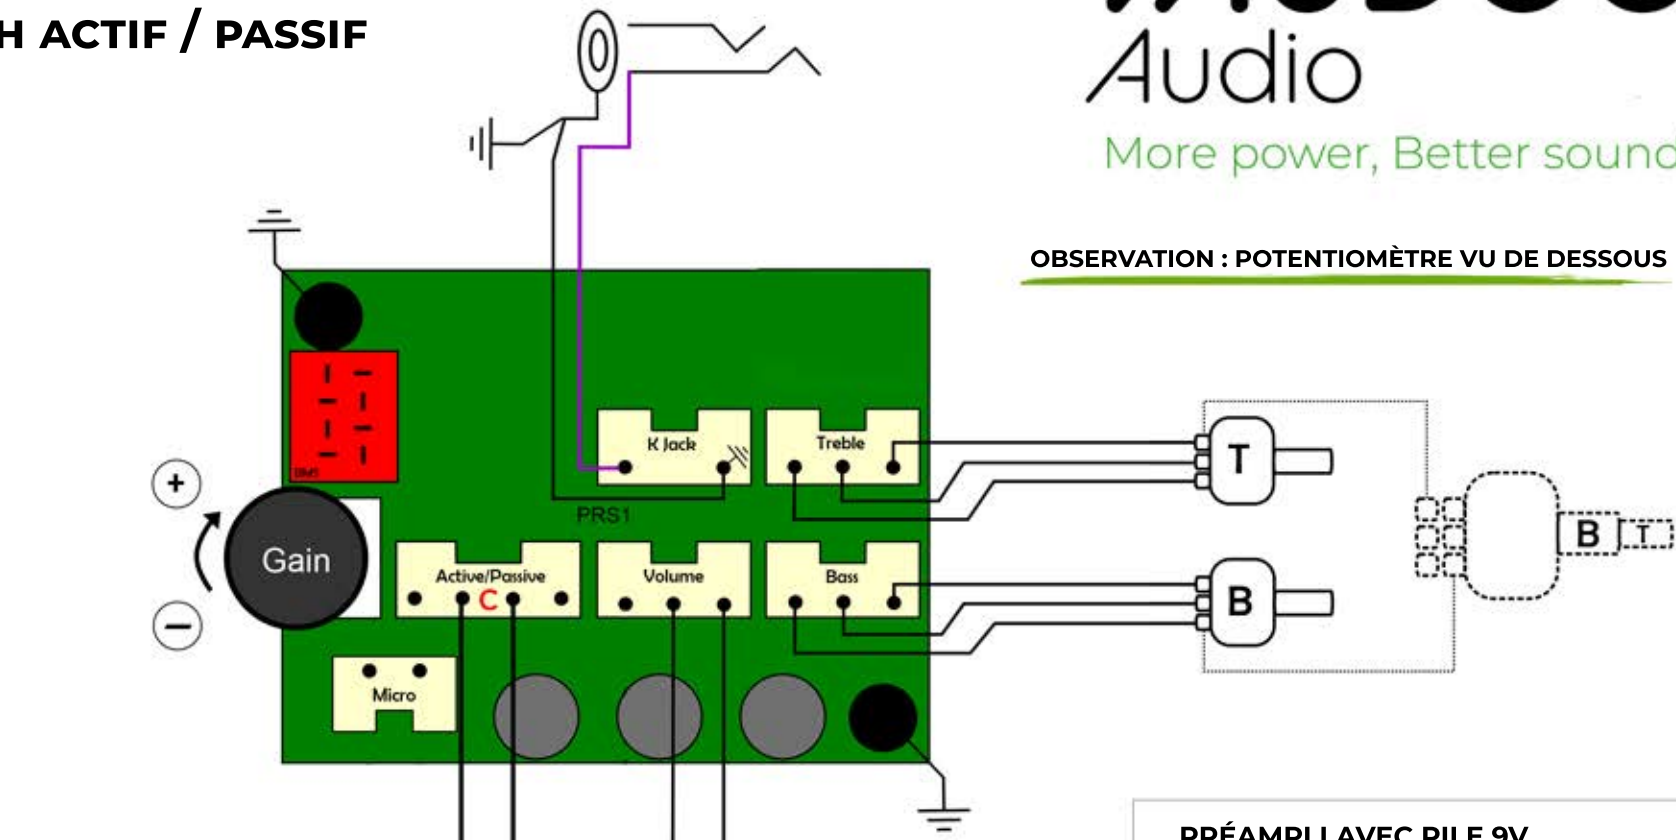 H ACTIF / PASSIF
Audio
More power, Better sound
OBSERVATION : POTENTIOMÈTRE VU DE DESSOUS
K Jack
Treble
T
PRS1
+
Gain
−
Active/Passive
C
Volume
Bass
B
B T
Micro
PRÉAMPLI AVEC PILE 9V